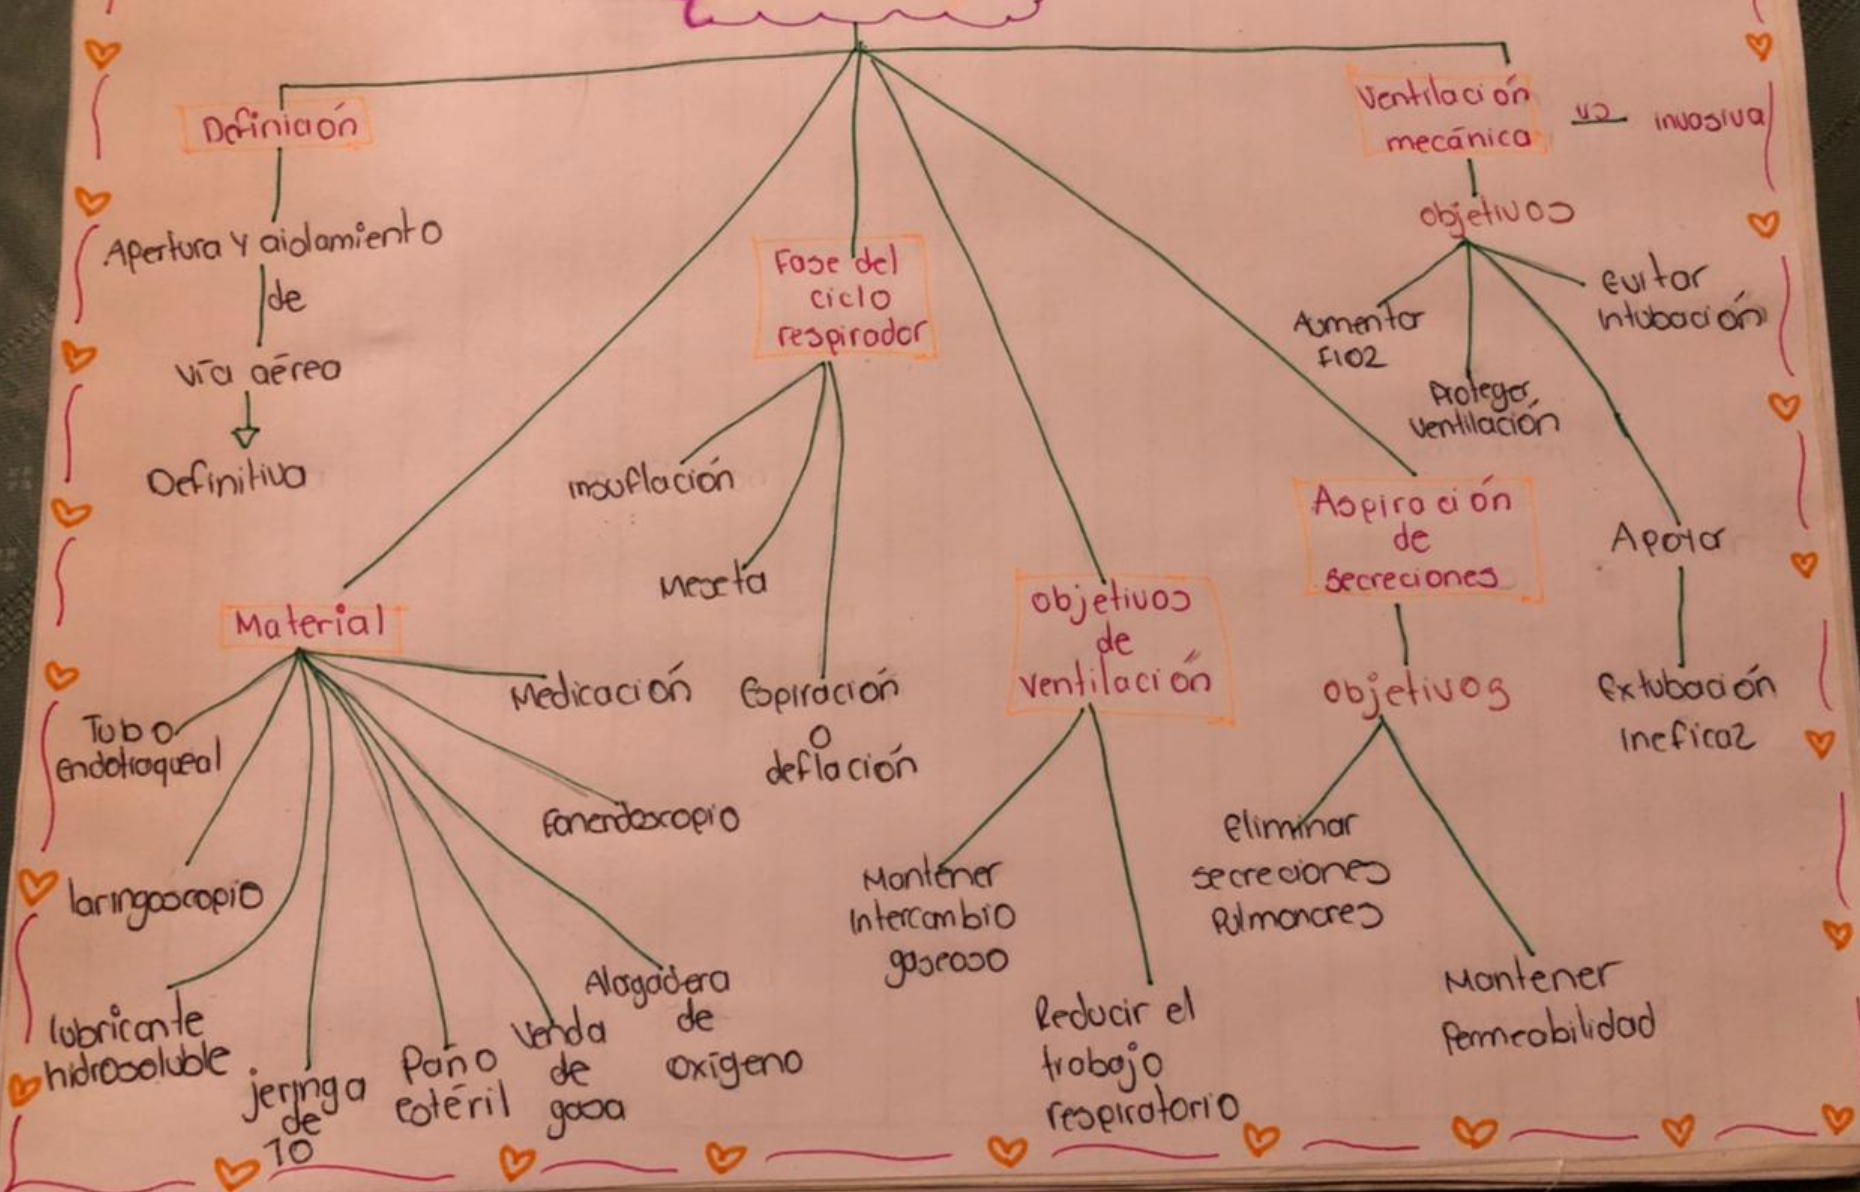 Definición
Apertura y aislamiento
de
vía aéreo
Definitiva
Material
Tubo
endotraqueal
laringoscopio
lubricante
hidrosoluble
jeringa
de
10
Paño
estéril
Venda
de
gasa
Alagadera
de
oxígeno
Fonendoscopio
Medicación
Fase del
ciclo
respirador
insuflación
Meseta
Espiración
o
deflación
Objetivos
de
ventilación
Mantener
Intercambio
gaseoso
Reducir el
trabajo
respiratorio
Aspiración
de
secreciones
objetivos
eliminar
secreciones
Pulmonares
Mantener
Permeabilidad
Ventilación
mecánica
vs invasiva
objetivos
Aumentar
FIO2
Proteger
ventilación
Apoyar
Extubación
Ineficaz
Evitar
intubación